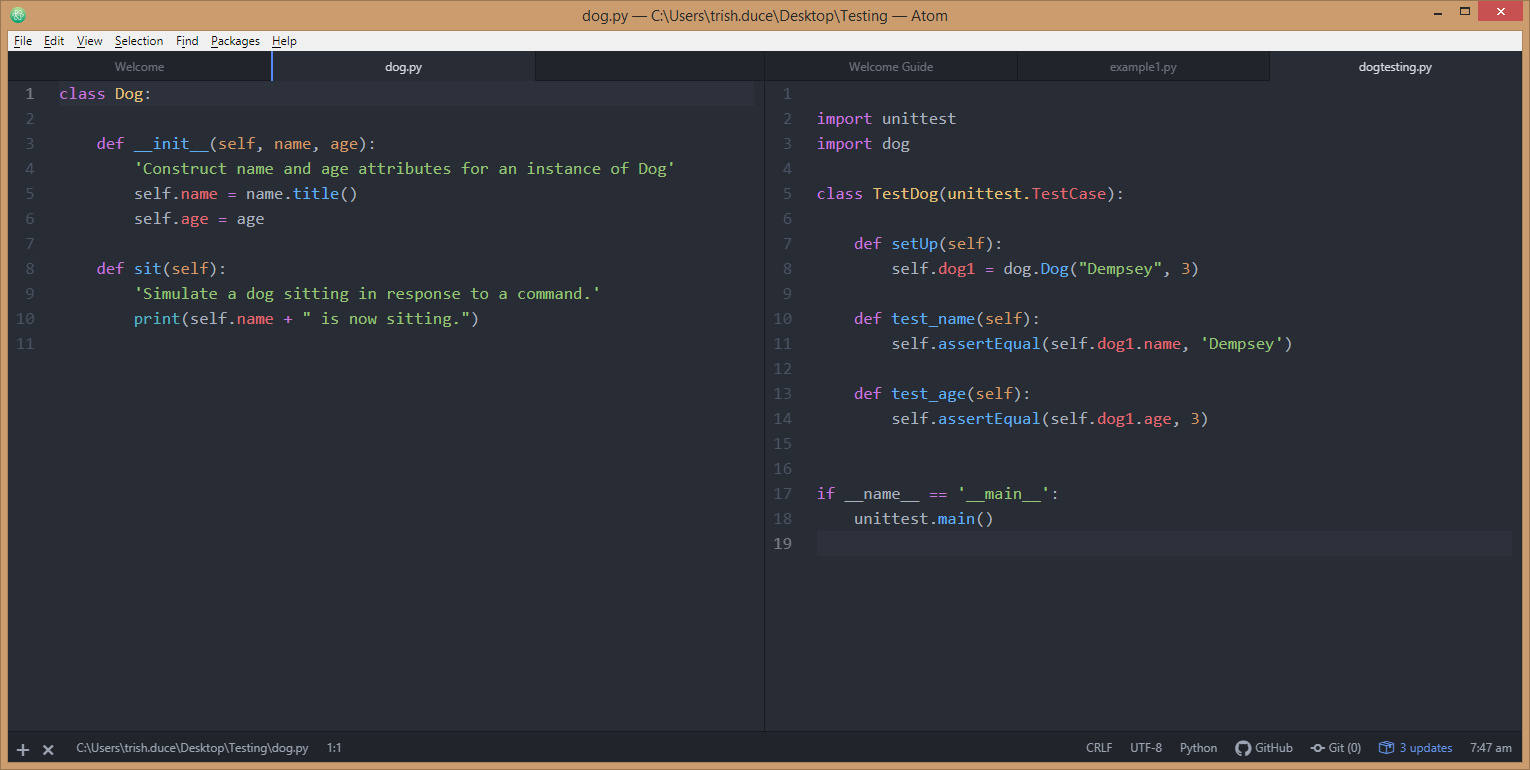 dog.py — C:\Users\trish.duce\Desktop\Testing — Atom
File Edit View Selection Find Packages Help
Welcome dog.py
1 class Dog:
2
3     def __init__(self, name, age):
4         'Construct name and age attributes for an instance of Dog'
5         self.name = name.title()
6         self.age = age
7
8     def sit(self):
9         'Simulate a dog sitting in response to a command.'
10         print(self.name + " is now sitting.")
11
Welcome Guide example1.py dogtesting.py
1
2 import unittest
3 import dog
4
5 class TestDog(unittest.TestCase):
6
7     def setUp(self):
8         self.dog1 = dog.Dog("Dempsey", 3)
9
10     def test_name(self):
11         self.assertEqual(self.dog1.name, 'Dempsey')
12
13     def test_age(self):
14         self.assertEqual(self.dog1.age, 3)
15
16
17 if __name__ == '__main__':
18     unittest.main()
19
C:\Users\trish.duce\Desktop\Testing\dog.py 1:1 CRLF UTF-8 Python GitHub Git (0) 3 updates 7:47 am